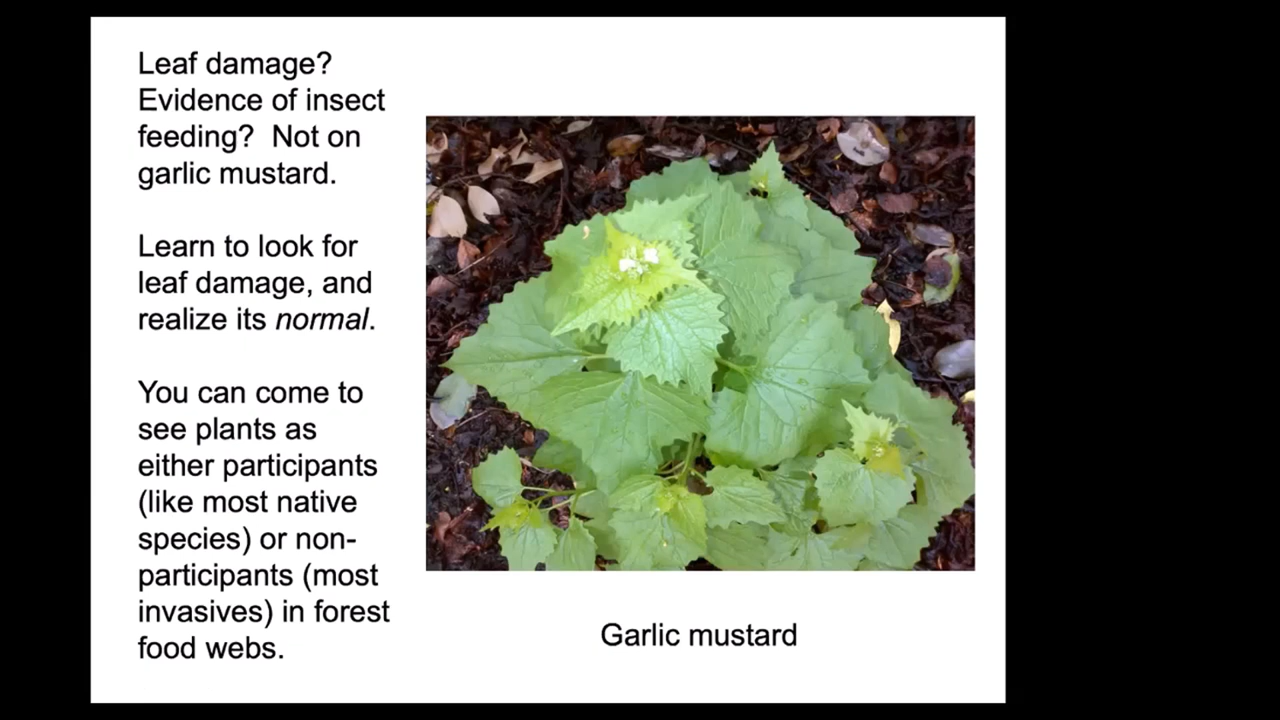 Leaf damage?
Evidence of insect
feeding?  Not on
garlic mustard.
Learn to look for
leaf damage, and
realize its normal.
You can come to
see plants as
either participants
(like most native
species) or non-
participants (most
invasives) in forest
food webs.
Garlic mustard